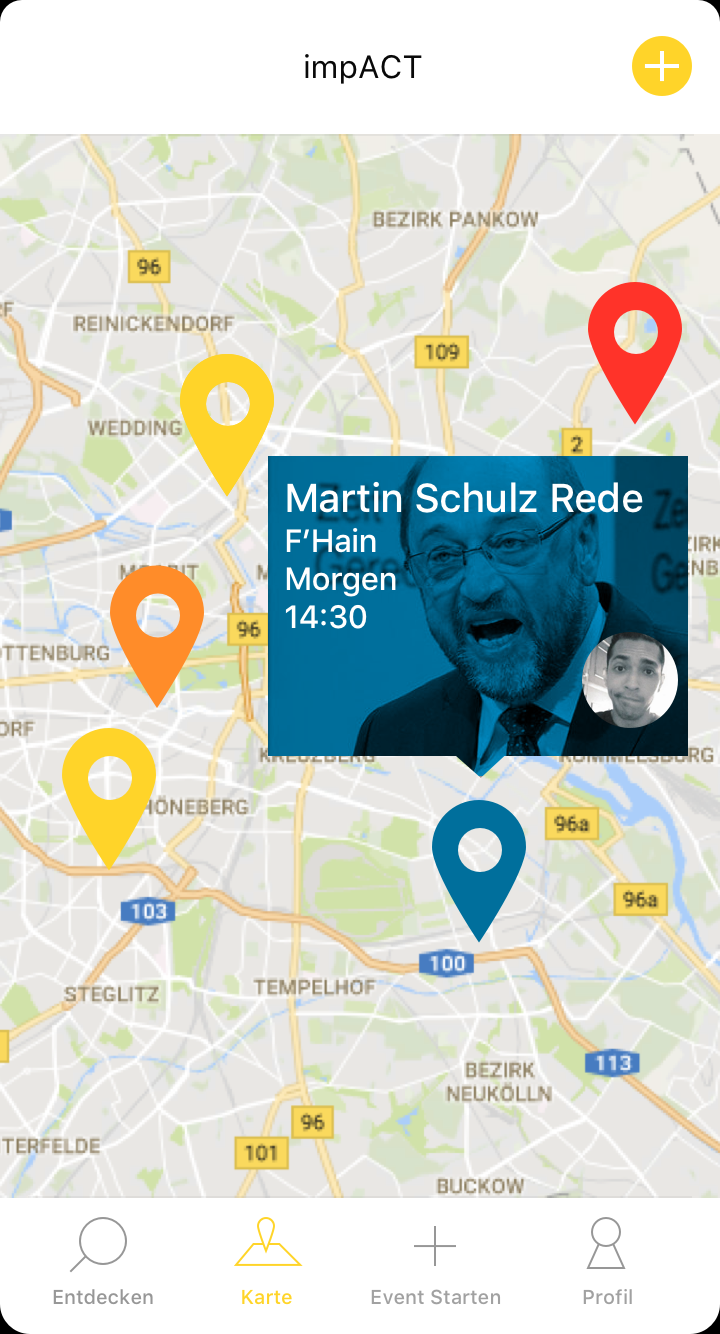 impACT
BEZIRK PANKOW
96
REINICKENDORF
109
WEDDING
2
Martin Schulz Rede
F’Hain
Morgen
14:30
96
TTENBURG
KREUZBERG
RUMMELSBURG
HÖNEBERG
96a
96a
103
100
STEGLITZ
TEMPELHOF
113
BEZIRK
NEUKÖLLN
96
TERFELDE
101
BUCKOW
Entdecken
Karte
Event Starten
Profil